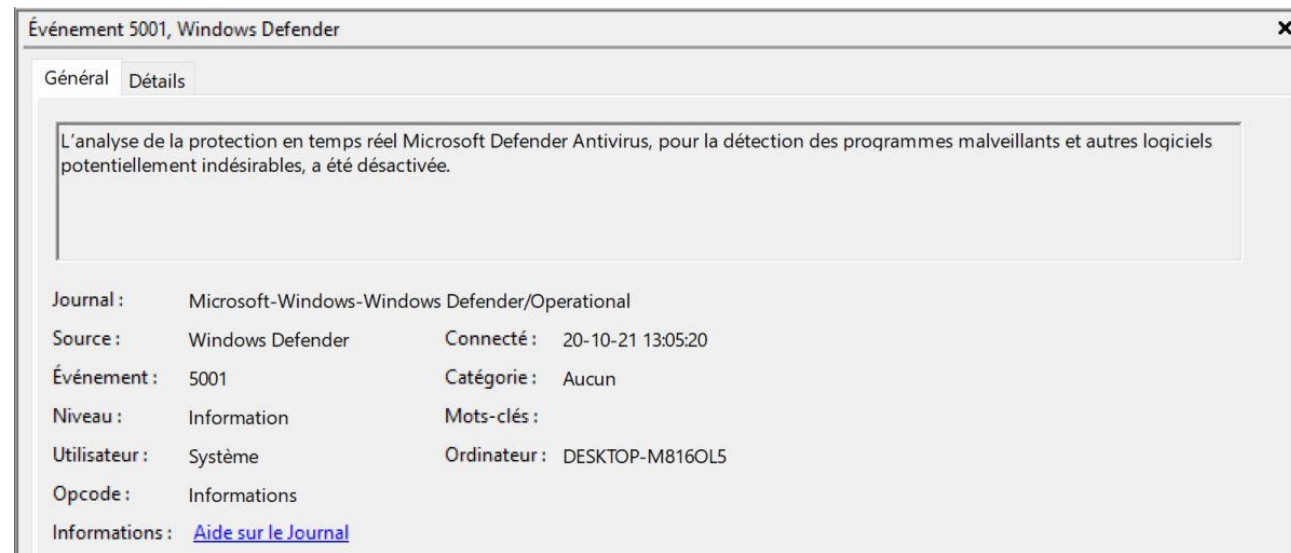 Événement 5001, Windows Defender
Général Détails
L'analyse de la protection en temps réel Microsoft Defender Antivirus, pour la détection des programmes malveillants et autres logiciels
potentiellement indésirables, a été désactivée.
Journal : Microsoft-Windows-Windows Defender/Operational
Source : Windows Defender Connecté : 20-10-21 13:05:20
Événement : 5001 Catégorie : Aucun
Niveau : Information Mots-clés :
Utilisateur : Système Ordinateur : DESKTOP-M816OL5
Opcode : Informations
Informations : Aide sur le Journal